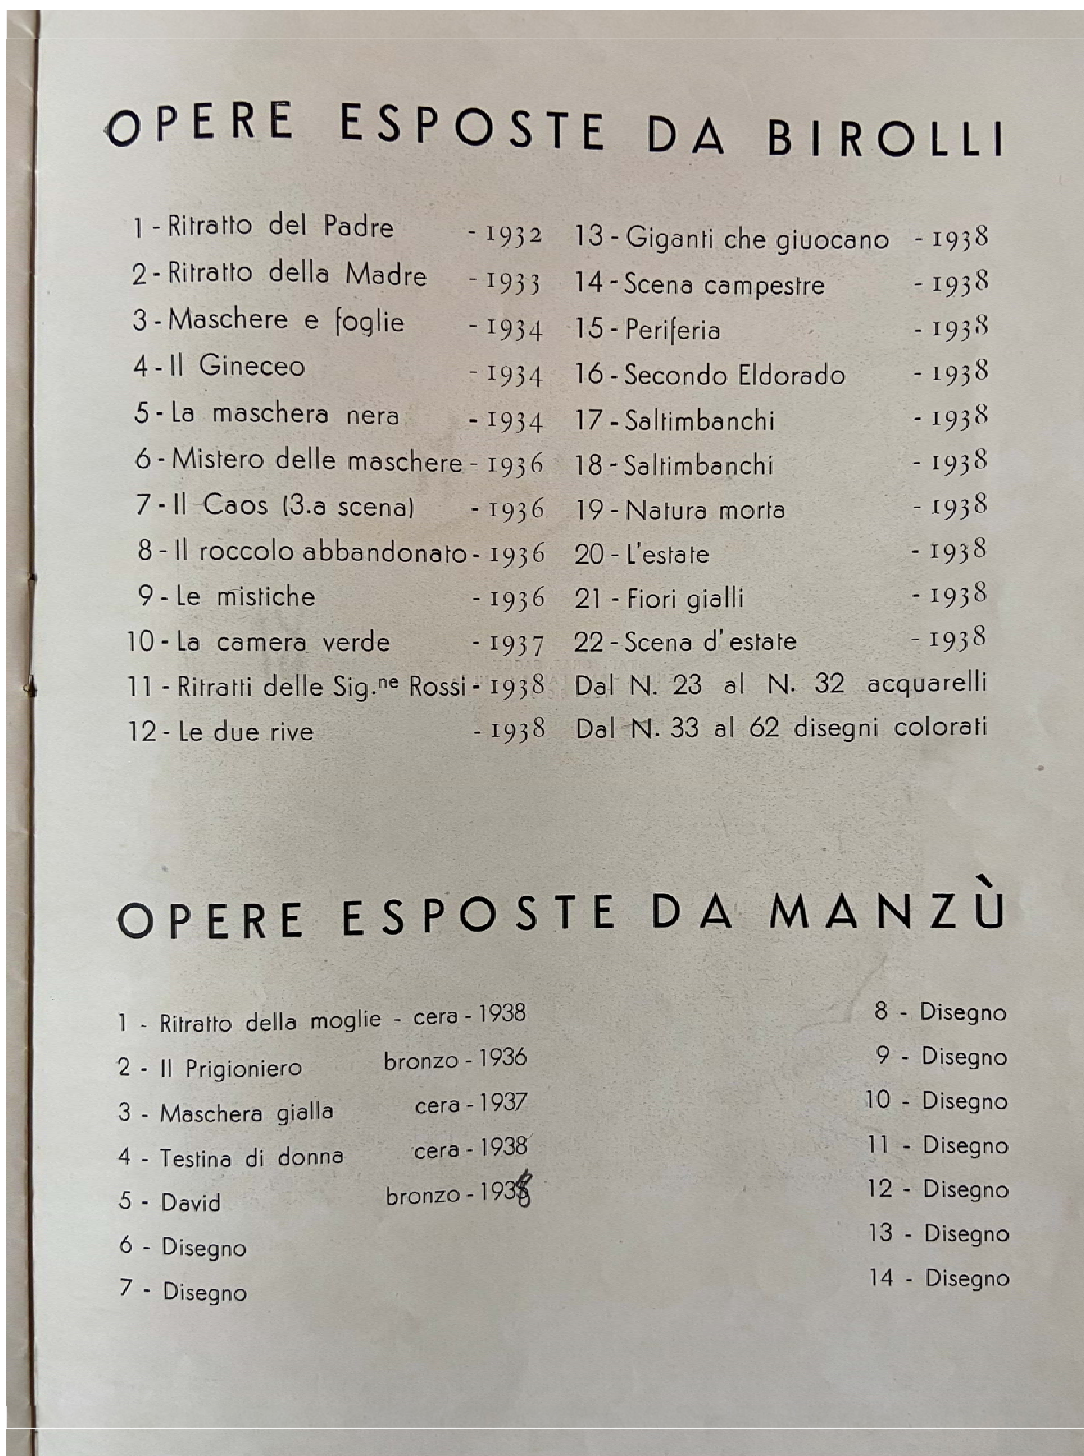 OPERE ESPOSTE DA BIROLLI
1 - Ritratto del Padre - 1932
2 - Ritratto della Madre - 1933
3 - Maschere e foglie - 1934
4 - Il Gineceo - 1934
5 - La maschera nera - 1934
6 - Mistero delle maschere - 1936
7 - Il Caos (3.a scena) - 1936
8 - Il roccolo abbandonato - 1936
9 - Le mistiche - 1936
10 - La camera verde - 1937
11 - Ritratti delle Sig.ne Rossi - 1938
12 - Le due rive - 1938
13 - Giganti che giuocano - 1938
14 - Scena campestre - 1938
15 - Periferia - 1938
16 - Secondo Eldorado - 1938
17 - Saltimbanchi - 1938
18 - Saltimbanchi - 1938
19 - Natura morta - 1938
20 - L'estate - 1938
21 - Fiori gialli - 1938
22 - Scena d'estate - 1938
Dal N. 23 al N. 32 acquarelli
Dal N. 33 al 62 disegni colorati
OPERE ESPOSTE DA MANZÙ
1 - Ritratto della moglie - cera - 1938
2 - Il Prigioniero bronzo - 1936
3 - Maschera gialla cera - 1937
4 - Testina di donna cera - 1938
5 - David bronzo - 1938
6 - Disegno
7 - Disegno
8 - Disegno
9 - Disegno
10 - Disegno
11 - Disegno
12 - Disegno
13 - Disegno
14 - Disegno